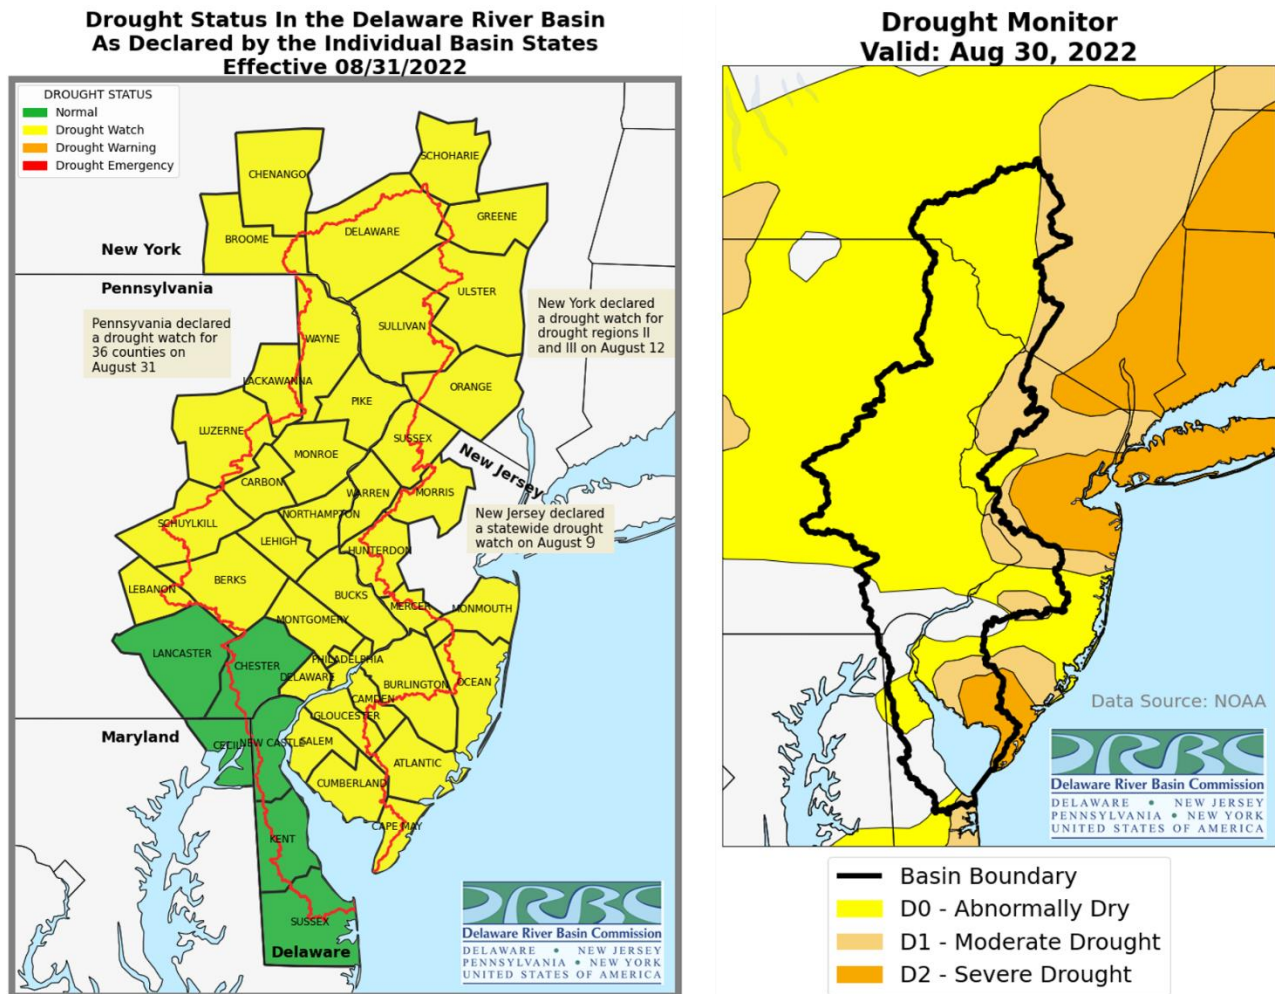 Drought Status In the Delaware River Basin
As Declared by the Individual Basin States
Effective 08/31/2022
DROUGHT STATUS
Normal
Drought Watch
Drought Warning
Drought Emergency
SCHOHARIE
CHENANGO
GREENE
DELAWARE
BROOME
New York
Pennsylvania
ULSTER
Pennsyvania declared
a drought watch for
36 counties on
August 31
New York declared
a drought watch for
drought regions II
and III on August 12
SULLIVAN
WAYNE
LACKAWANNA
ORANGE
PIKE
LUZERNE
SUSSEX
MONROE
New Jersey
CARBON
WARREN
MORRIS
NORTHAMPTON
SCHUYLKILL
New Jersey declared
a statewide drought
watch on August 9
LEHIGH
HUNTERDON
BERKS
LEBANON
BUCKS
MERCER
MONMOUTH
MONTGOMERY
LANCASTER
CHESTER
PHILADELPHIA
DELAWARE
BURLINGTON
OCEAN
CAMDEN
GLOUCESTER
Maryland
CECIL
NEW CASTLE
SALEM
ATLANTIC
CUMBERLAND
CAPE MAY
KENT
SUSSEX
Delaware
DRBC
Delaware River Basin Commission
DELAWARE • NEW JERSEY
PENNSYLVANIA • NEW YORK
UNITED STATES OF AMERICA
Drought Monitor
Valid: Aug 30, 2022
Data Source: NOAA
DRBC
Delaware River Basin Commission
DELAWARE • NEW JERSEY
PENNSYLVANIA • NEW YORK
UNITED STATES OF AMERICA
Basin Boundary
D0 - Abnormally Dry
D1 - Moderate Drought
D2 - Severe Drought